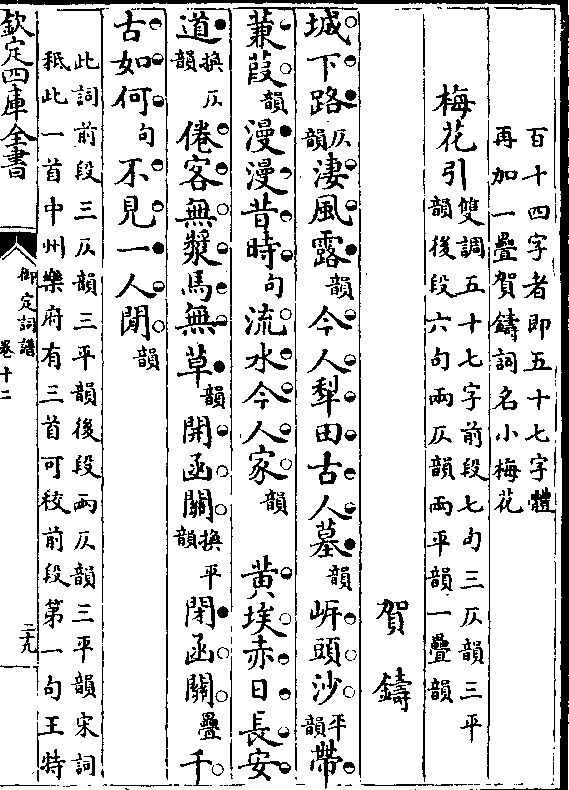 百十四字者即五十七字體
再加一疊賀鑄詞名小梅花
梅花引
雙調五十七字前段七句三仄韻三平
韻後段六句兩仄韻兩平韻一疊韻
賀鑄
城下路仄韻淒風露韻今人犁田古人墓韻岍頭沙平韻帶
蒹葭韻漫漫昔時句流水今人家韻　黃埃赤日長安
道換仄韻倦客無漿馬無草韻開函關換平韻閉函關疊千
古如何句不見一人閒韻
此詞前段三仄韻三平韻後段兩仄韻三平韻宋詞
秖此一首中州樂府有三首可校前段第一句王特
欽定四庫全書
御定詞譜
卷十二
二十九